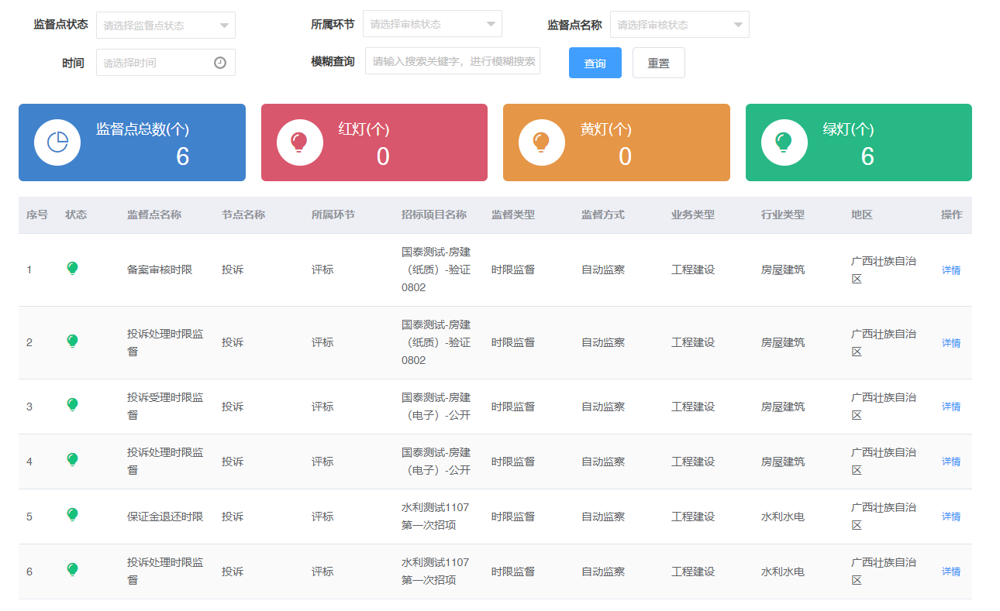 监督点状态 请选择监督点状态 所属环节 请选择审核状态 监督点名称 请选择审核状态
时间 请选择时间 模糊查询 请输入搜索关键字，进行模糊搜索 查询 重置
监督点总数(个) 红灯(个) 黄灯(个) 绿灯(个)
6 0 0 6
序号 状态 监督点名称 节点名称 所属环节 招标项目名称 监督类型 监督方式 业务类型 行业类型 地区 操作
国泰测试-房建
广西壮族自治
1 备案审核时限 投诉 评标 （纸质）-验证 时限监督 自动监察 工程建设 房屋建筑 详情
区
0802
国泰测试-房建
投诉处理时限监 广西壮族自治
2 投诉 评标 （纸质）-验证 时限监督 自动监察 工程建设 房屋建筑 详情
督 区
0802
投诉受理时限监 国泰测试-房建 广西壮族自治
3 投诉 评标 时限监督 自动监察 工程建设 房屋建筑 详情
督 （电子）-公开 区
投诉处理时限监 国泰测试-房建 广西壮族自治
4 投诉 评标 时限监督 自动监察 工程建设 房屋建筑 详情
督 （电子）-公开 区
水利测试1107 广西壮族自治
5 保证金退还时限 投诉 评标 时限监督 自动监察 工程建设 水利水电 详情
第一次招项 区
投诉处理时限监 水利测试1107 广西壮族自治
6 投诉 评标 时限监督 自动监察 工程建设 水利水电 详情
督 第一次招项 区